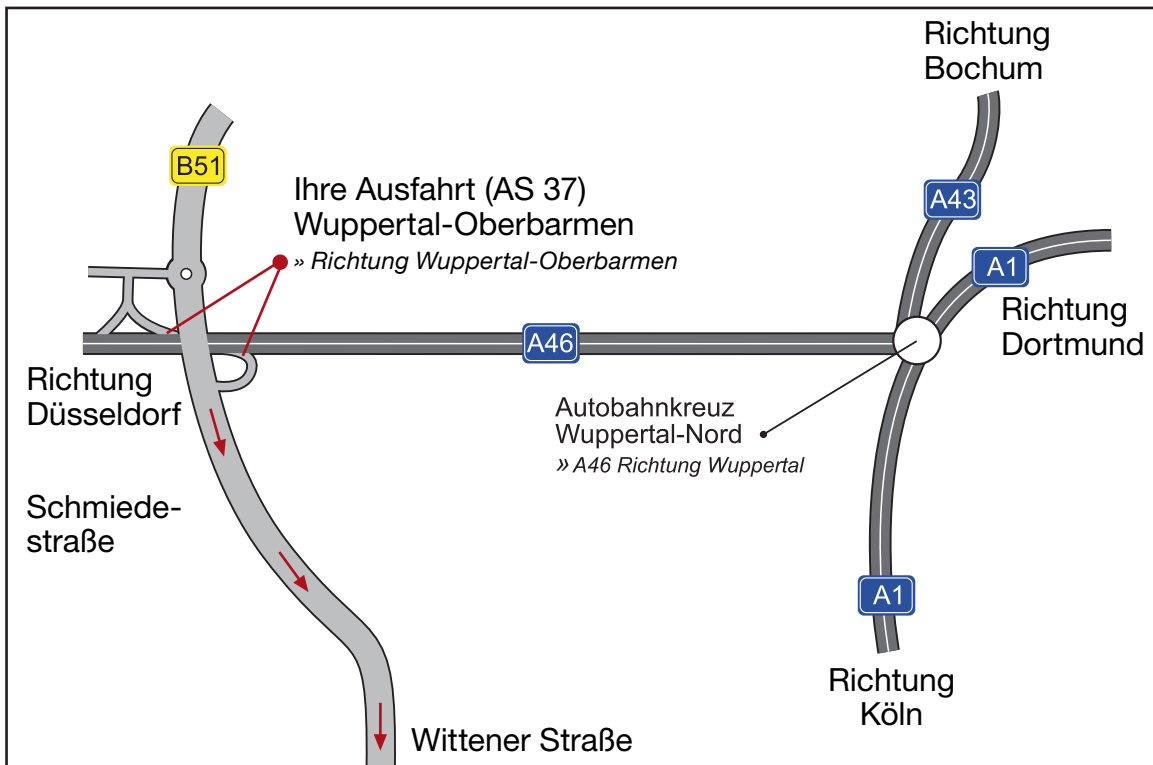 Richtung
Bochum
B51
Ihre Ausfahrt (AS 37)
Wuppertal-Oberbarmen
» Richtung Wuppertal-Oberbarmen
A43
A1
Richtung
Dortmund
A46
Richtung
Düsseldorf
Autobahnkreuz
Wuppertal-Nord
» A46 Richtung Wuppertal
Schmiede-
straße
A1
Richtung
Köln
Wittener Straße